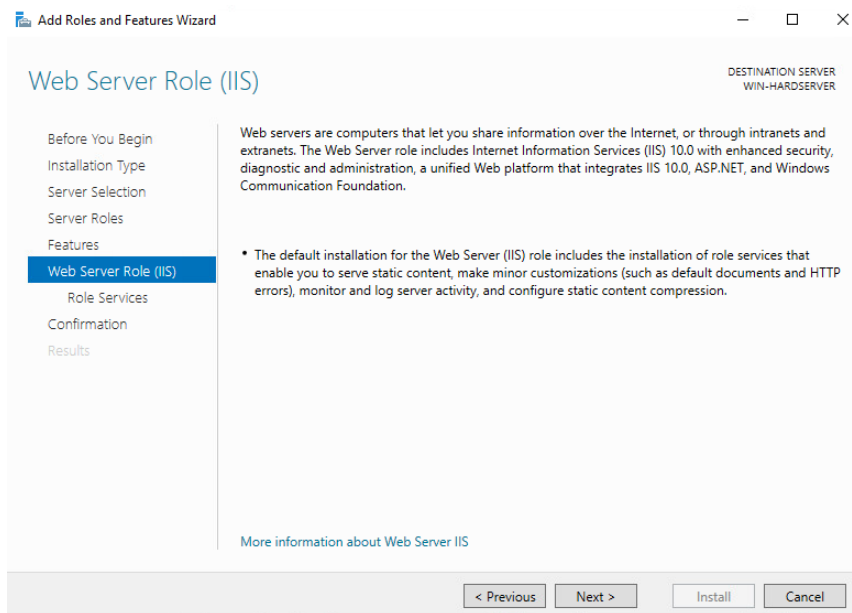 Add Roles and Features Wizard
Web Server Role (IIS)
DESTINATION SERVER
WIN-HARDSERVER
Before You Begin
Installation Type
Server Selection
Server Roles
Features
Web Server Role (IIS)
Role Services
Confirmation
Results
Web servers are computers that let you share information over the Internet, or through intranets and
extranets. The Web Server role includes Internet Information Services (IIS) 10.0 with enhanced security,
diagnostic and administration, a unified Web platform that integrates IIS 10.0, ASP.NET, and Windows
Communication Foundation.
• The default installation for the Web Server (IIS) role includes the installation of role services that
enable you to serve static content, make minor customizations (such as default documents and HTTP
errors), monitor and log server activity, and configure static content compression.
More information about Web Server IIS
< Previous
Next >
Install
Cancel